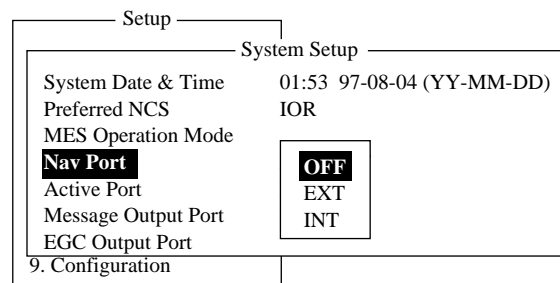 Setup
System Setup
System Date & Time 01:53 97-08-04 (YY-MM-DD)
Preferred NCS IOR
MES Operation Mode
Nav Port OFF
Active Port EXT
Message Output Port INT
EGC Output Port
9. Configuration